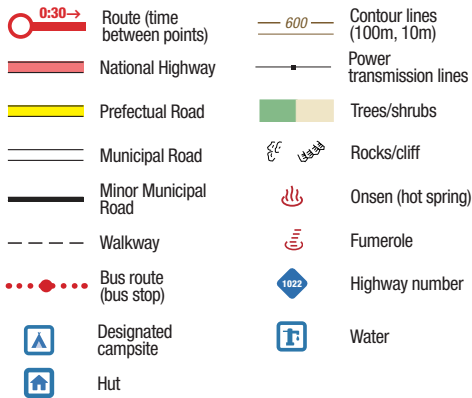 0:30→
Route (time
between points)
National Highway
Prefectual Road
Municipal Road
Minor Municipal
Road
Walkway
Bus route
(bus stop)
Designated
campsite
Hut
600
Contour lines
(100m, 10m)
Power
transmission lines
Trees/shrubs
Rocks/cliff
Onsen (hot spring)
Fumerole
1022
Highway number
Water